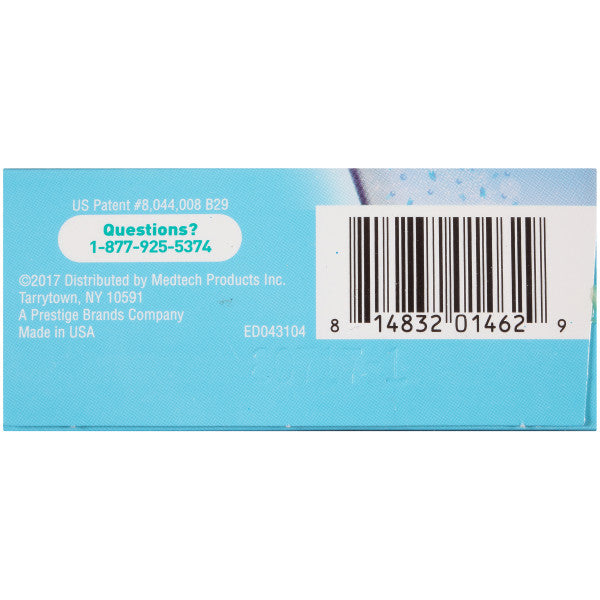 US Patent #8,044,008 B29
Questions?
1-877-925-5374
©2017 Distributed by Medtech Products Inc.
Tarrytown, NY 10591
A Prestige Brands Company
Made in USA
ED043104
8 14832 01462 9